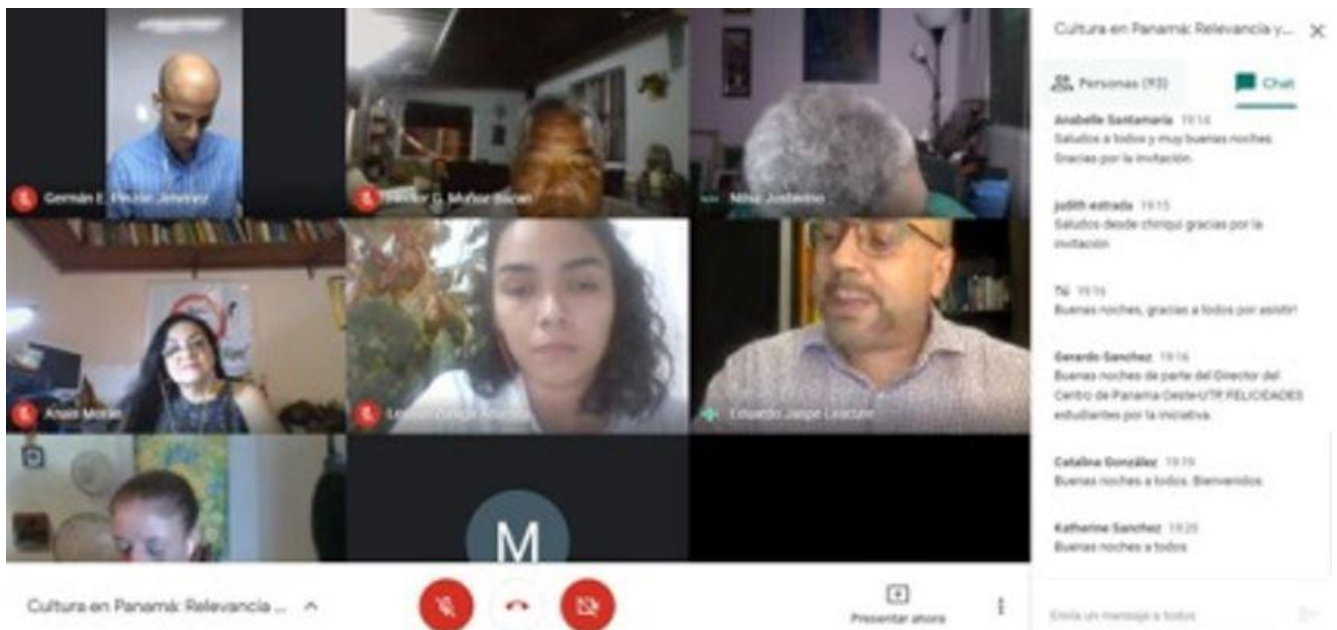 Germán E.
G. Muñoz
Anais Morán
Eduardo Jaspe
M
Cultura en Panamá: Relevancia ...
Presentar ahora
Cultura en Panamá: Relevancia y...
Personas (93)
Chat
Anabelle Santamaría 19:14
Saludos a todos y muy buenas noches.
Gracias por la invitación.
judith estrada 19:15
Saludos desde chiriqui gracias por la
invitación
Tú 19:16
Buenas noches, gracias a todos por asistir!
Gerardo Sanchez 19:16
Buenas noches de parte del Director del
Centro de Panama Oeste-UTP, FELICIDADES
estudiantes por la iniciativa.
Catalina González 19:19
Buenas noches a todos. Bienvenidos
Katherine Sanchez 19:20
Buenas noches a todos
Envía un mensaje a todos